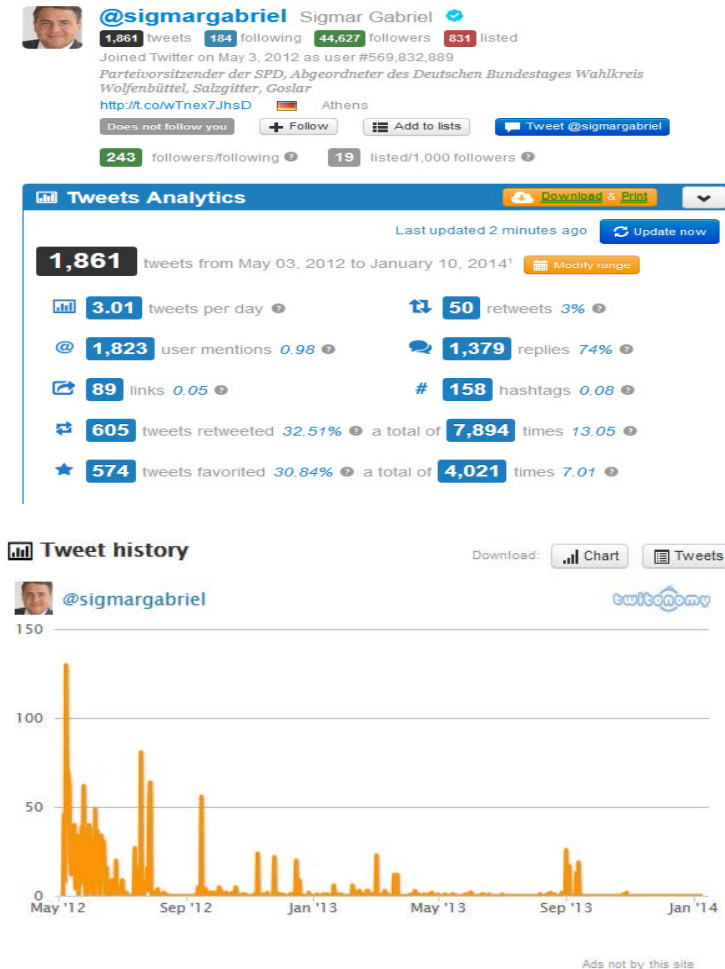 @sigmargabriel Sigmar Gabriel
1,861 tweets 184 following 44,627 followers 831 listed
Joined Twitter on May 3, 2012 as user #569,832,889
Parteivorsitzender der SPD, Abgeordneter des Deutschen Bundestages Wahlkreis
Wolfenbüttel, Salzgitter, Goslar
http://t.co/wTnex7JhsD Athens
Does not follow you + Follow Add to lists Tweet @sigmargabriel
243 followers/following ? 19 listed/1,000 followers ?
Tweets Analytics Download & Print
Last updated 2 minutes ago Update now
1,861 tweets from May 03, 2012 to January 10, 2014¹ Modify range
3.01 tweets per day ? 50 retweets 3% ?
@ 1,823 user mentions 0.98 ? 1,379 replies 74% ?
89 links 0.05 ? # 158 hashtags 0.08 ?
605 tweets retweeted 32.51% ? a total of 7,894 times 13.05 ?
574 tweets favorited 30.84% ? a total of 4,021 times 7.01 ?
Tweet history Download: Chart Tweets
@sigmargabriel twitonomy
150
100
50
0
May '12 Sep '12 Jan '13 May '13 Sep '13 Jan '14
Ads not by this site